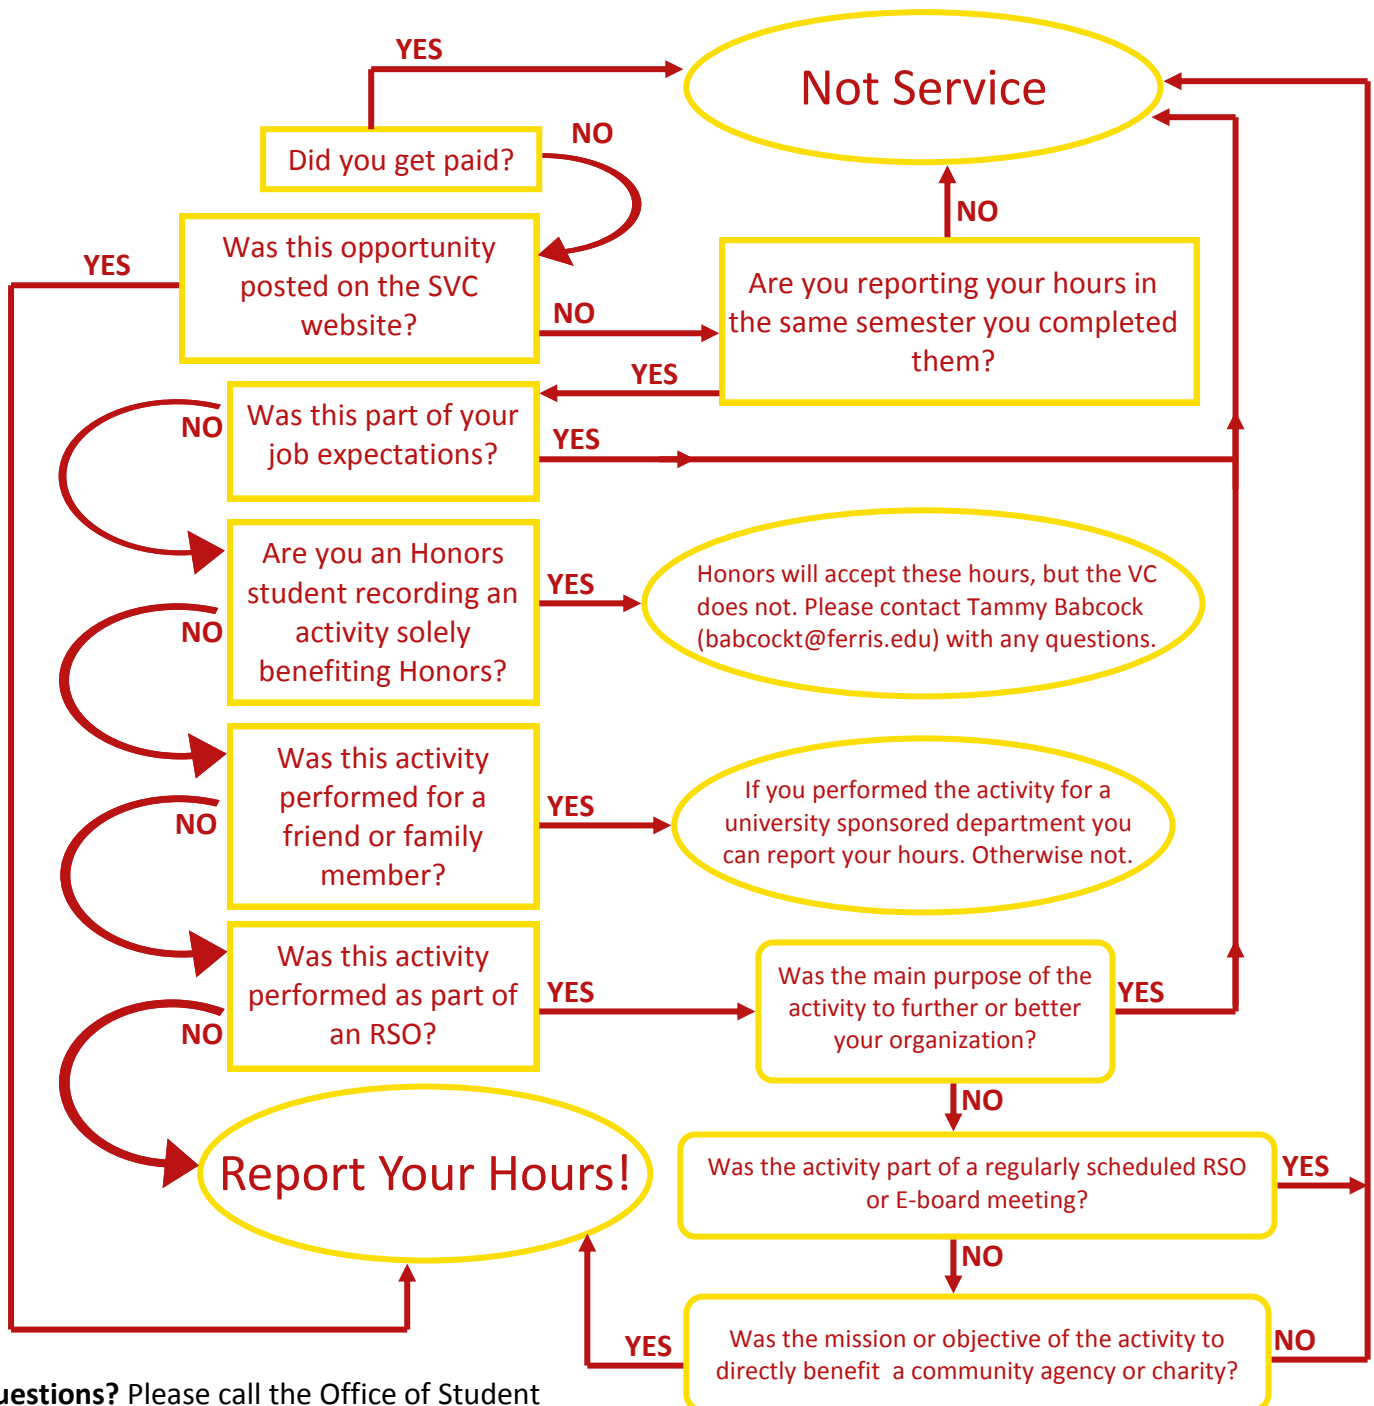 YES
Not Service
Did you get paid?
NO
NO
Was this opportunity
posted on the SVC
website?
YES
NO
Are you reporting your hours in
the same semester you completed
them?
YES
Was this part of your
job expectations?
NO
YES
Are you an Honors
student recording an
activity solely
benefiting Honors?
YES
NO
Honors will accept these hours, but the VC
does not. Please contact Tammy Babcock
(babcockt@ferris.edu) with any questions.
Was this activity
performed for a
friend or family
member?
YES
NO
If you performed the activity for a
university sponsored department you
can report your hours. Otherwise not.
Was this activity
performed as part of
an RSO?
YES
NO
Was the main purpose of the
activity to further or better
your organization?
YES
NO
Report Your Hours!
Was the activity part of a regularly scheduled RSO
or E-board meeting?
YES
NO
YES
Was the mission or objective of the activity to
directly benefit a community agency or charity?
NO
uestions? Please call the Office of Student